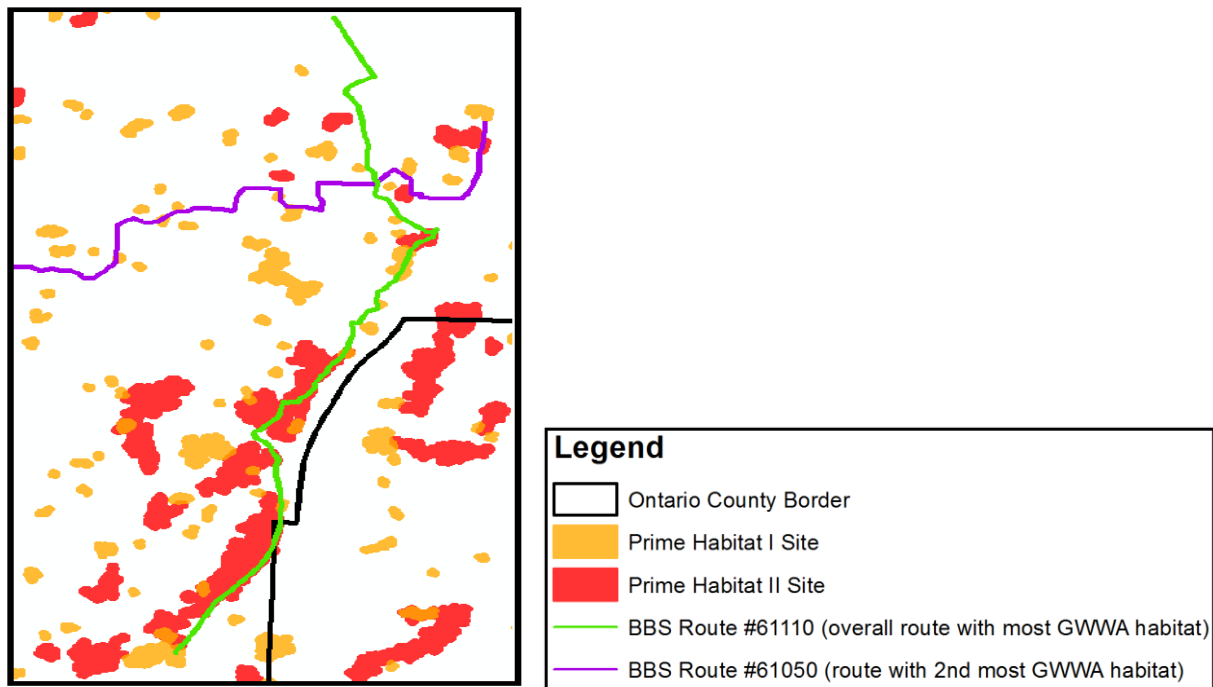 Legend
Ontario County Border
Prime Habitat I Site
Prime Habitat II Site
BBS Route #61110 (overall route with most GWWA habitat)
BBS Route #61050 (route with 2nd most GWWA habitat)